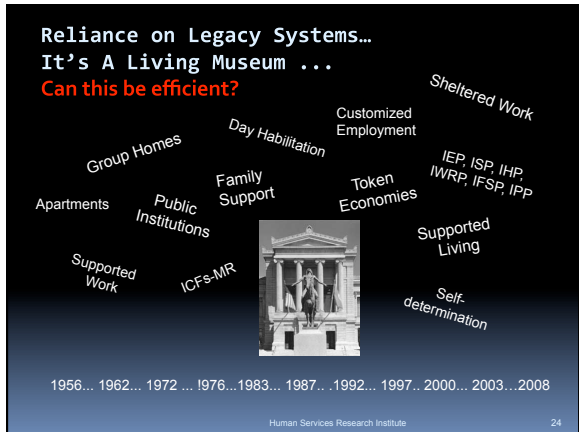 Reliance on Legacy Systems…
It's A Living Museum ...
Can this be efficient?
Sheltered Work
Customized
Employment
Day Habilitation
Group Homes
IEP, ISP, IHP,
IWRP, IFSP, IPP
Family
Support
Token
Economies
Apartments
Public
Institutions
Supported
Living
Supported
Work
ICFs-MR
Self-
determination
1956... 1962... 1972 ... !976...1983... 1987.. .1992... 1997.. 2000... 2003…2008
Human Services Research Institute
24